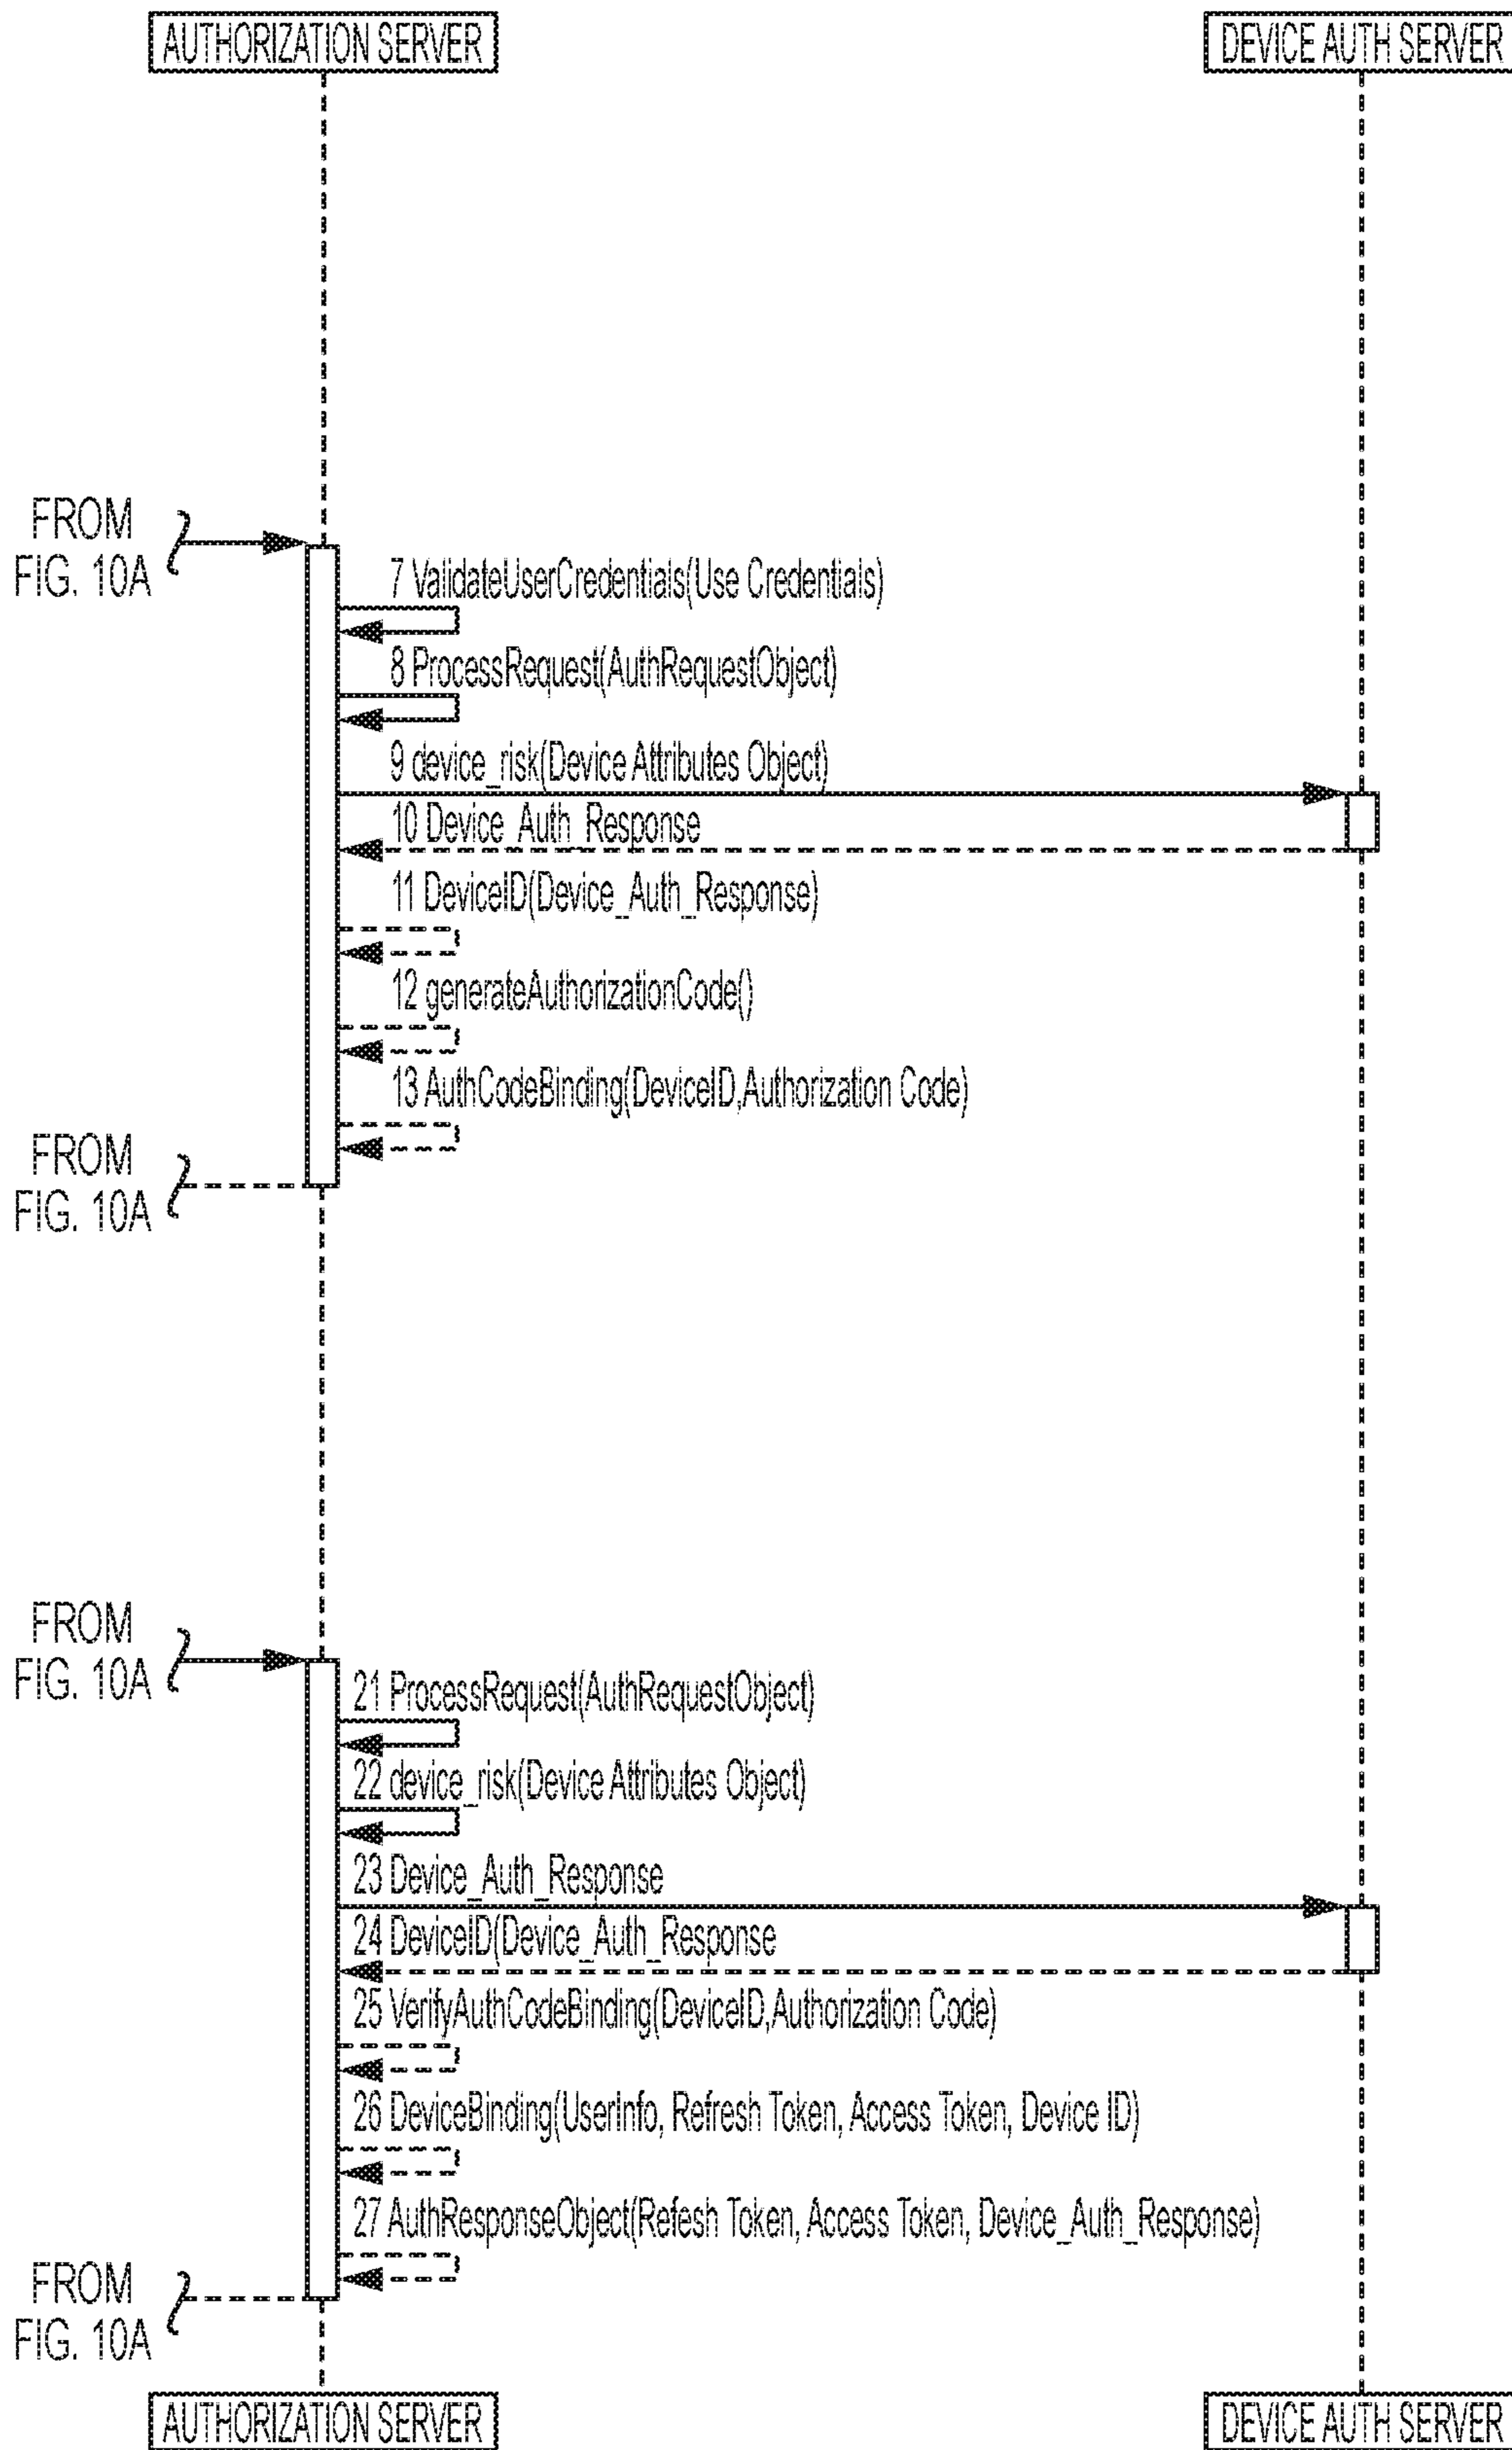 AUTHORIZATION SERVER
DEVICE AUTH SERVER
FROM
FIG. 10A
7 ValidateUserCredentials(Use Credentials)
8 ProcessRequest(AuthRequestObject)
9 device_risk(Device Attributes Object)
10 Device_Auth_Response
11 DeviceID(Device_Auth_Response)
12 generateAuthorizationCode()
13 AuthCodeBinding(DeviceID,Authorization Code)
FROM
FIG. 10A
FROM
FIG. 10A
21 ProcessRequest(AuthRequestObject)
22 device_risk(Device Attributes Object)
23 Device_Auth_Response
24 DeviceID(Device_Auth_Response
25 VerifyAuthCodeBinding(DeviceID,Authorization Code)
26 DeviceBinding(UserInfo, Refresh Token, Access Token, Device ID)
27 AuthResponseObject(Refesh Token, Access Token, Device_Auth_Response)
FROM
FIG. 10A
AUTHORIZATION SERVER
DEVICE AUTH SERVER